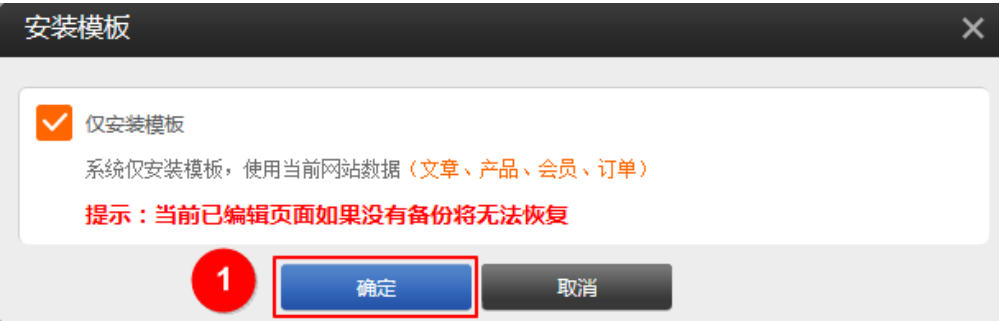 安装模板
仅安装模板
系统仅安装模板，使用当前网站数据（文章、产品、会员、订单）
提示：当前已编辑页面如果没有备份将无法恢复
1
确定
取消